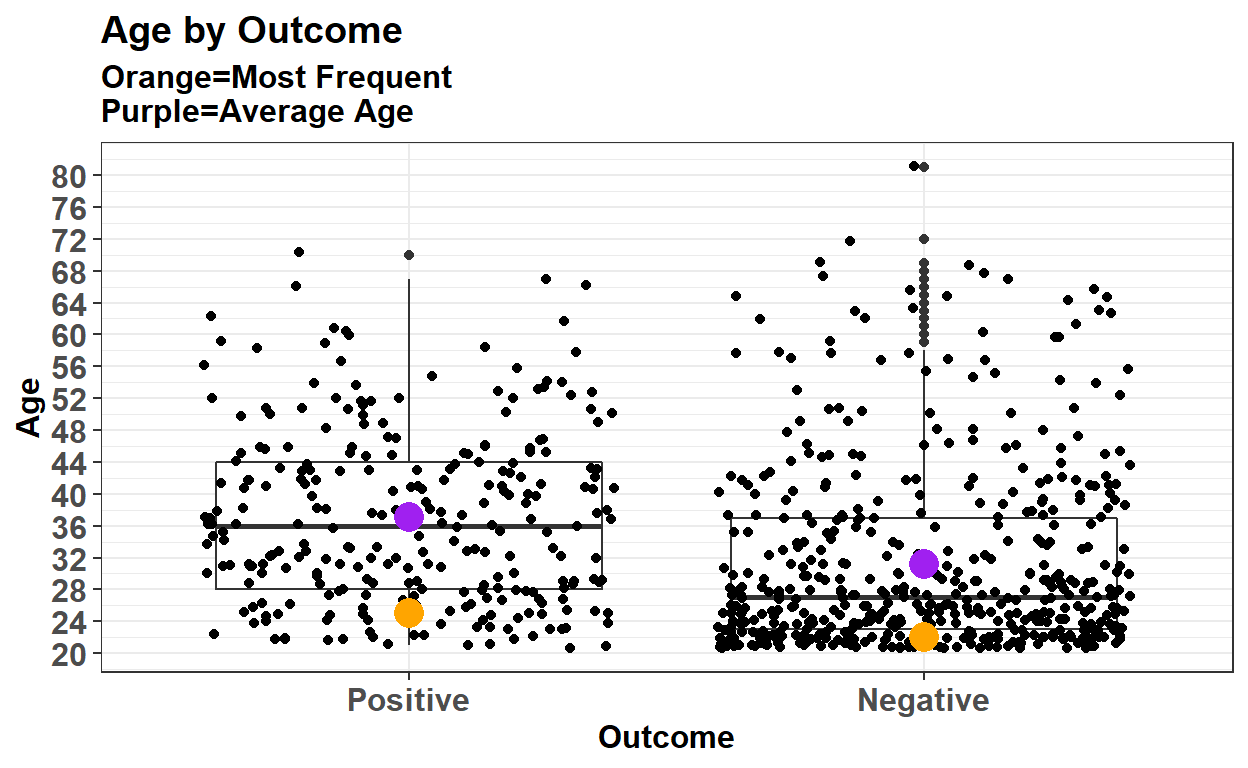 Age by Outcome
Orange=Most Frequent
Purple=Average Age
80
76
72
68
64
60
56
52
48
44
40
36
32
28
24
20
Age
Positive
Negative
Outcome